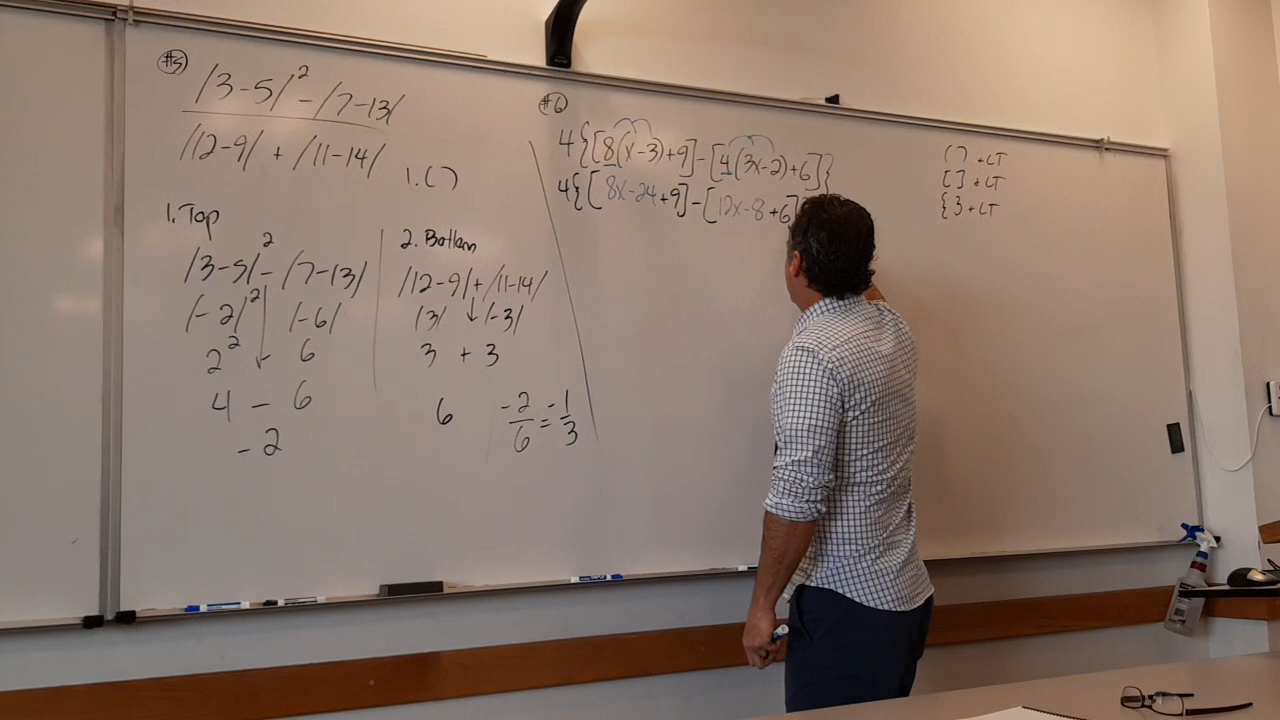 #5
/3-5/² - /7-13/
/12-9/ + /11-14/
1. ( )
1. Top
/3-5/² - /7-13/
/-2/² /-6/
2² 6
4 - 6
-2
2. Bottom
/12-9/ + /11-14/
/3/ ↓ /-3/
3 + 3
6
-2/6 = -1/3
#6
4{[8(x-3)+9]-[4(3x-2)+6]}
4{[8x-24+9]-[12x-8+6]
( ) +LT
[ ] +LT
{ } +LT